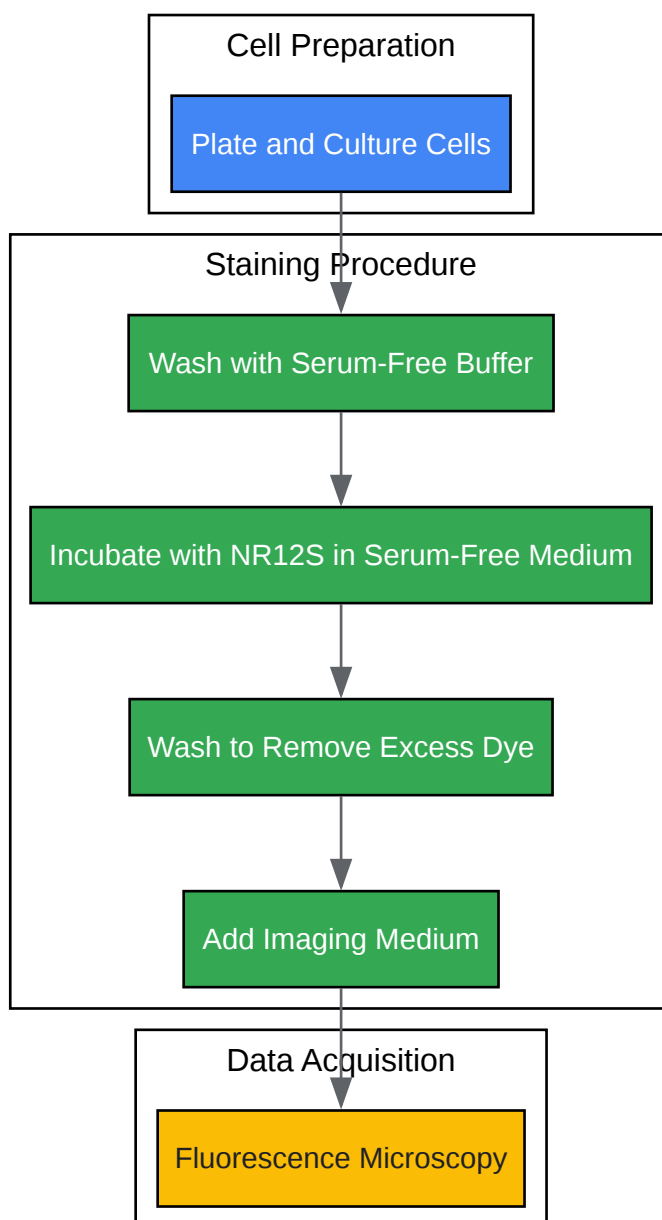 Cell Preparation
Plate and Culture Cells
Staining Procedure
Wash with Serum-Free Buffer
Incubate with NR12S in Serum-Free Medium
Wash to Remove Excess Dye
Add Imaging Medium
Data Acquisition
Fluorescence Microscopy